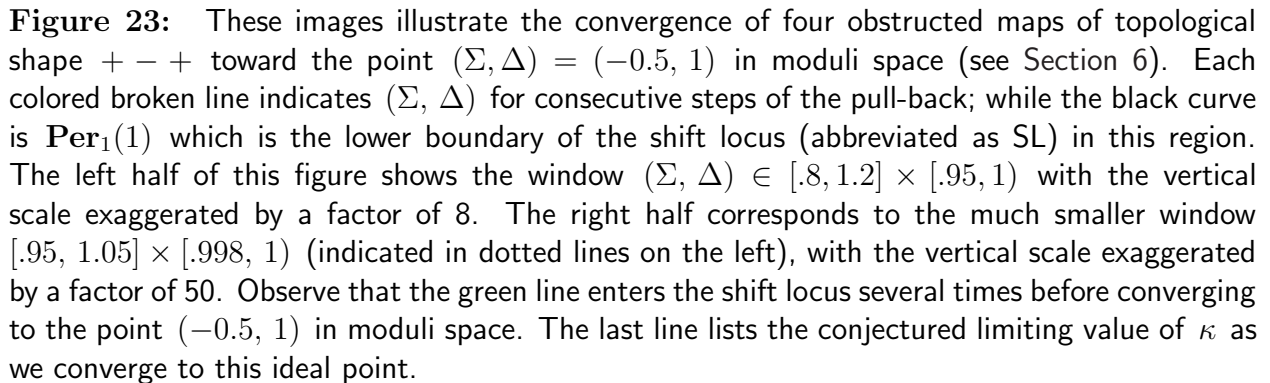 Figure 23: These images illustrate the convergence of four obstructed maps of topological
shape + − + toward the point (Σ, Δ) = (−0.5, 1) in moduli space (see Section 6). Each
colored broken line indicates (Σ, Δ) for consecutive steps of the pull-back; while the black curve
is Per₁(1) which is the lower boundary of the shift locus (abbreviated as SL) in this region.
The left half of this figure shows the window (Σ, Δ) ∈ [.8, 1.2] × [.95, 1) with the vertical
scale exaggerated by a factor of 8. The right half corresponds to the much smaller window
[.95, 1.05] × [.998, 1) (indicated in dotted lines on the left), with the vertical scale exaggerated
by a factor of 50. Observe that the green line enters the shift locus several times before converging
to the point (−0.5, 1) in moduli space. The last line lists the conjectured limiting value of κ as
we converge to this ideal point.